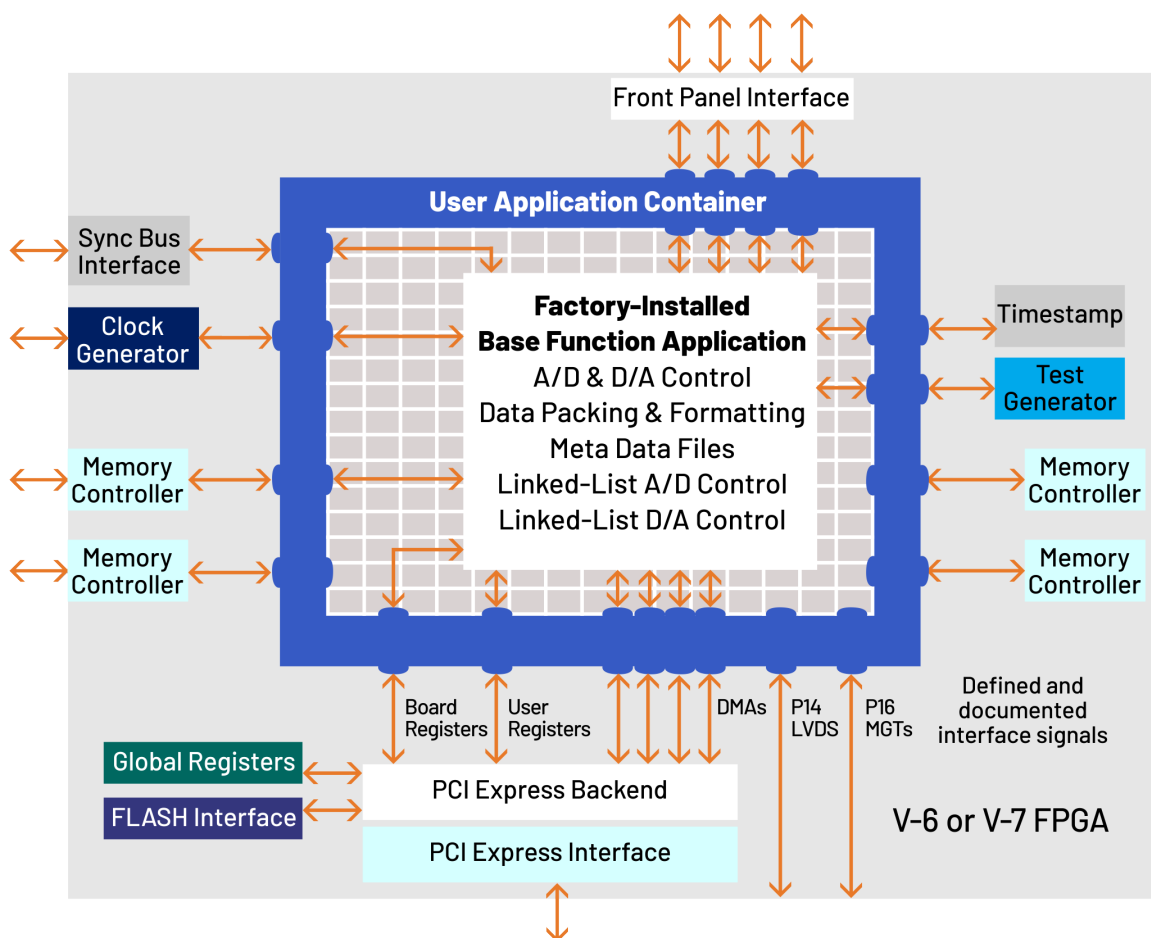 Front Panel Interface
User Application Container
Sync Bus
Interface
Clock
Generator
Memory
Controller
Memory
Controller
Factory-Installed
Base Function Application
A/D & D/A Control
Data Packing & Formatting
Meta Data Files
Linked-List A/D Control
Linked-List D/A Control
Timestamp
Test
Generator
Memory
Controller
Memory
Controller
Board
Registers
User
Registers
DMAs
P14
LVDS
P16
MGTs
Defined and
documented
interface signals
Global Registers
FLASH Interface
PCI Express Backend
PCI Express Interface
V-6 or V-7 FPGA